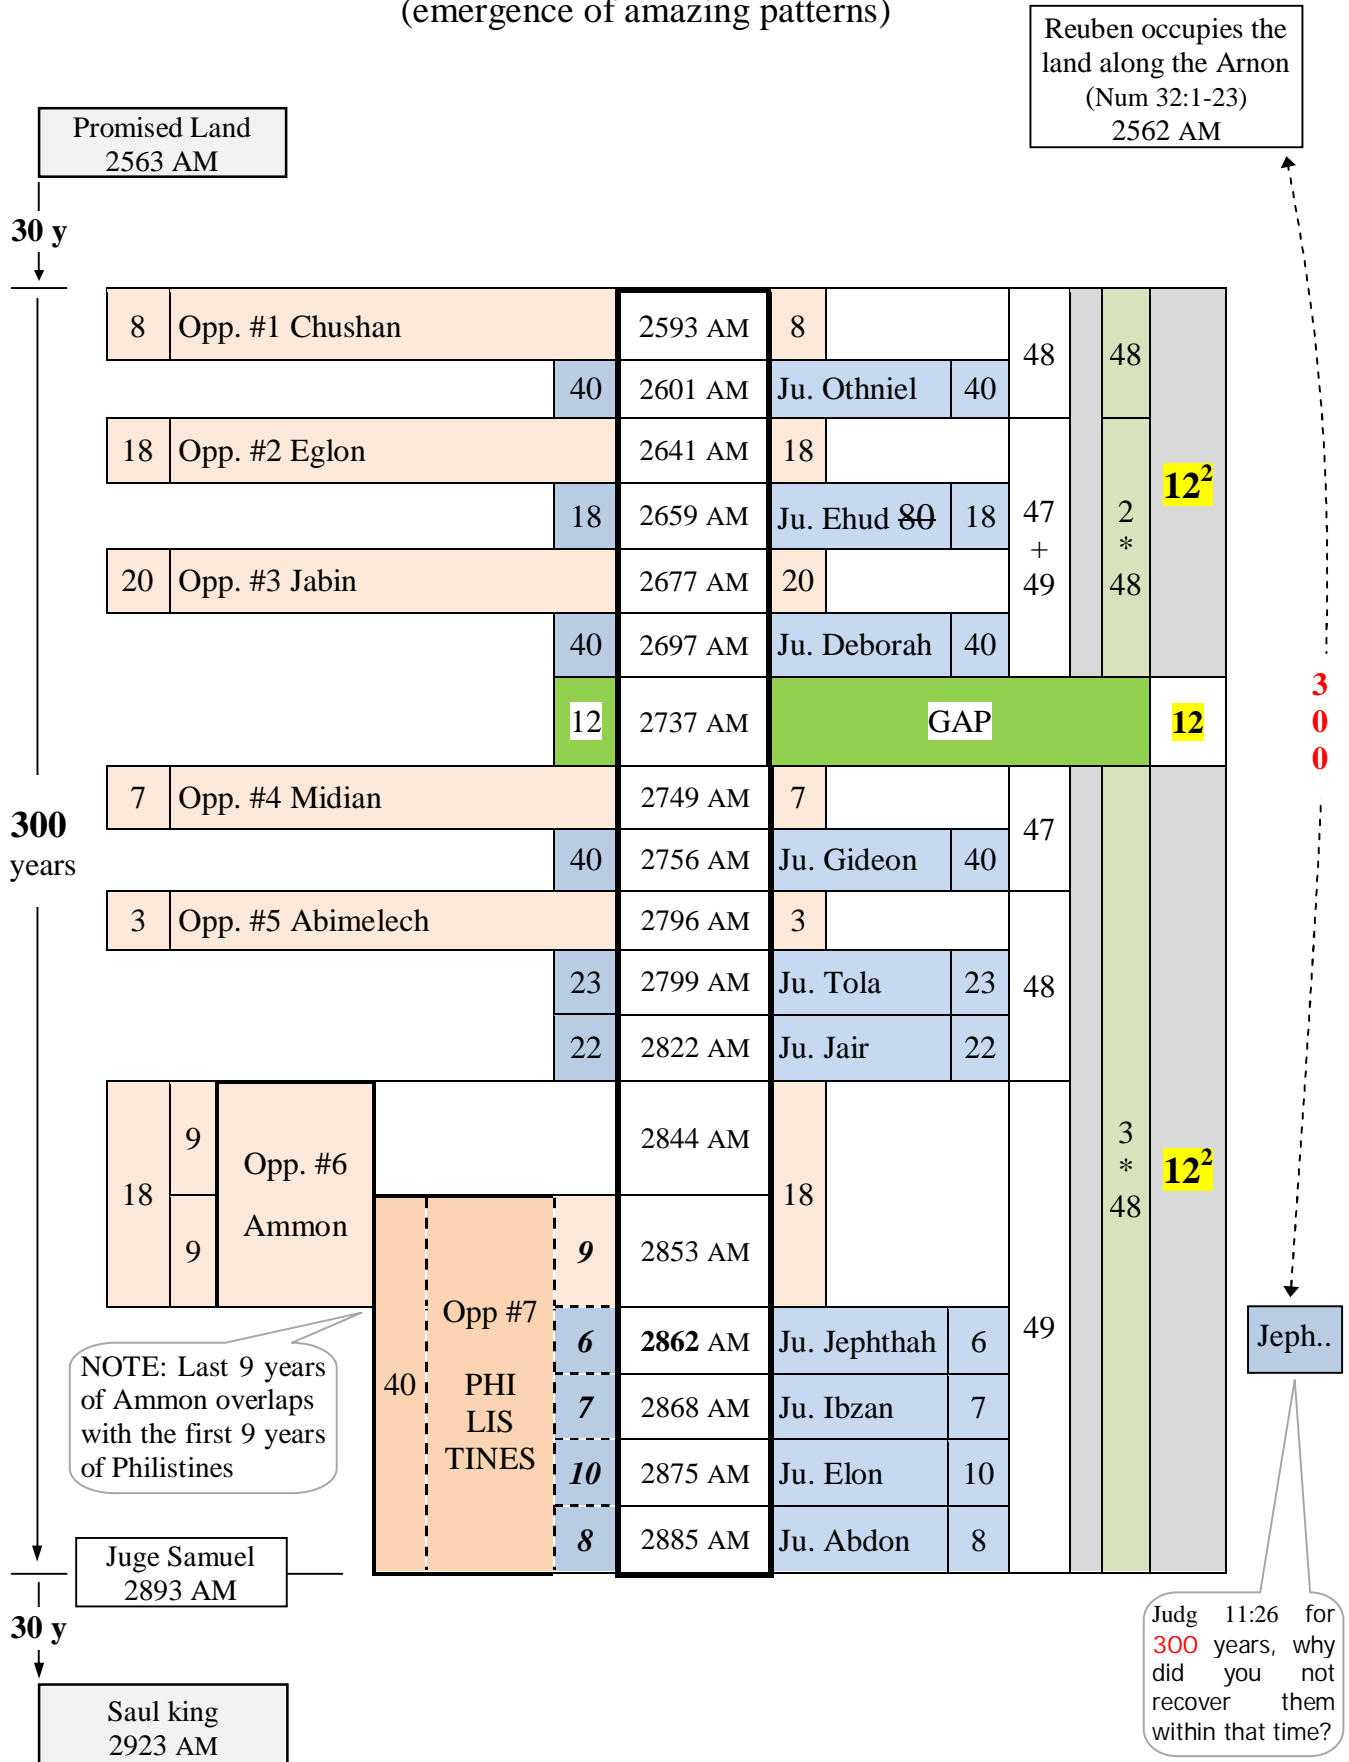 (emergence of amazing patterns)
Reuben occupies the
land along the Arnon
(Num 32:1-23)
2562 AM
Promised Land
2563 AM
30 y
8 Opp. #1 Chushan 2593 AM 8
48 48
40 2601 AM Ju. Othniel 40
18 Opp. #2 Eglon 2641 AM 18
12²
18 2659 AM Ju. Ehud 80 18
47
+
49
2
*
48
20 Opp. #3 Jabin 2677 AM 20
40 2697 AM Ju. Deborah 40
12 2737 AM GAP 12
3
0
0
7 Opp. #4 Midian 2749 AM 7
47
300
years
40 2756 AM Ju. Gideon 40
3 Opp. #5 Abimelech 2796 AM 3
23 2799 AM Ju. Tola 23
48
22 2822 AM Ju. Jair 22
18 9 2844 AM
Opp. #6
Ammon
18
3
*
48
12²
9 9 2853 AM
Opp #7
PHI
LIS
TINES
40
6 2862 AM Ju. Jephthah 6
49
Jeph..
7 2868 AM Ju. Ibzan 7
10 2875 AM Ju. Elon 10
8 2885 AM Ju. Abdon 8
NOTE: Last 9 years
of Ammon overlaps
with the first 9 years
of Philistines
Juge Samuel
2893 AM
30 y
Saul king
2923 AM
Judg 11:26 for
300 years, why
did you not
recover them
within that time?